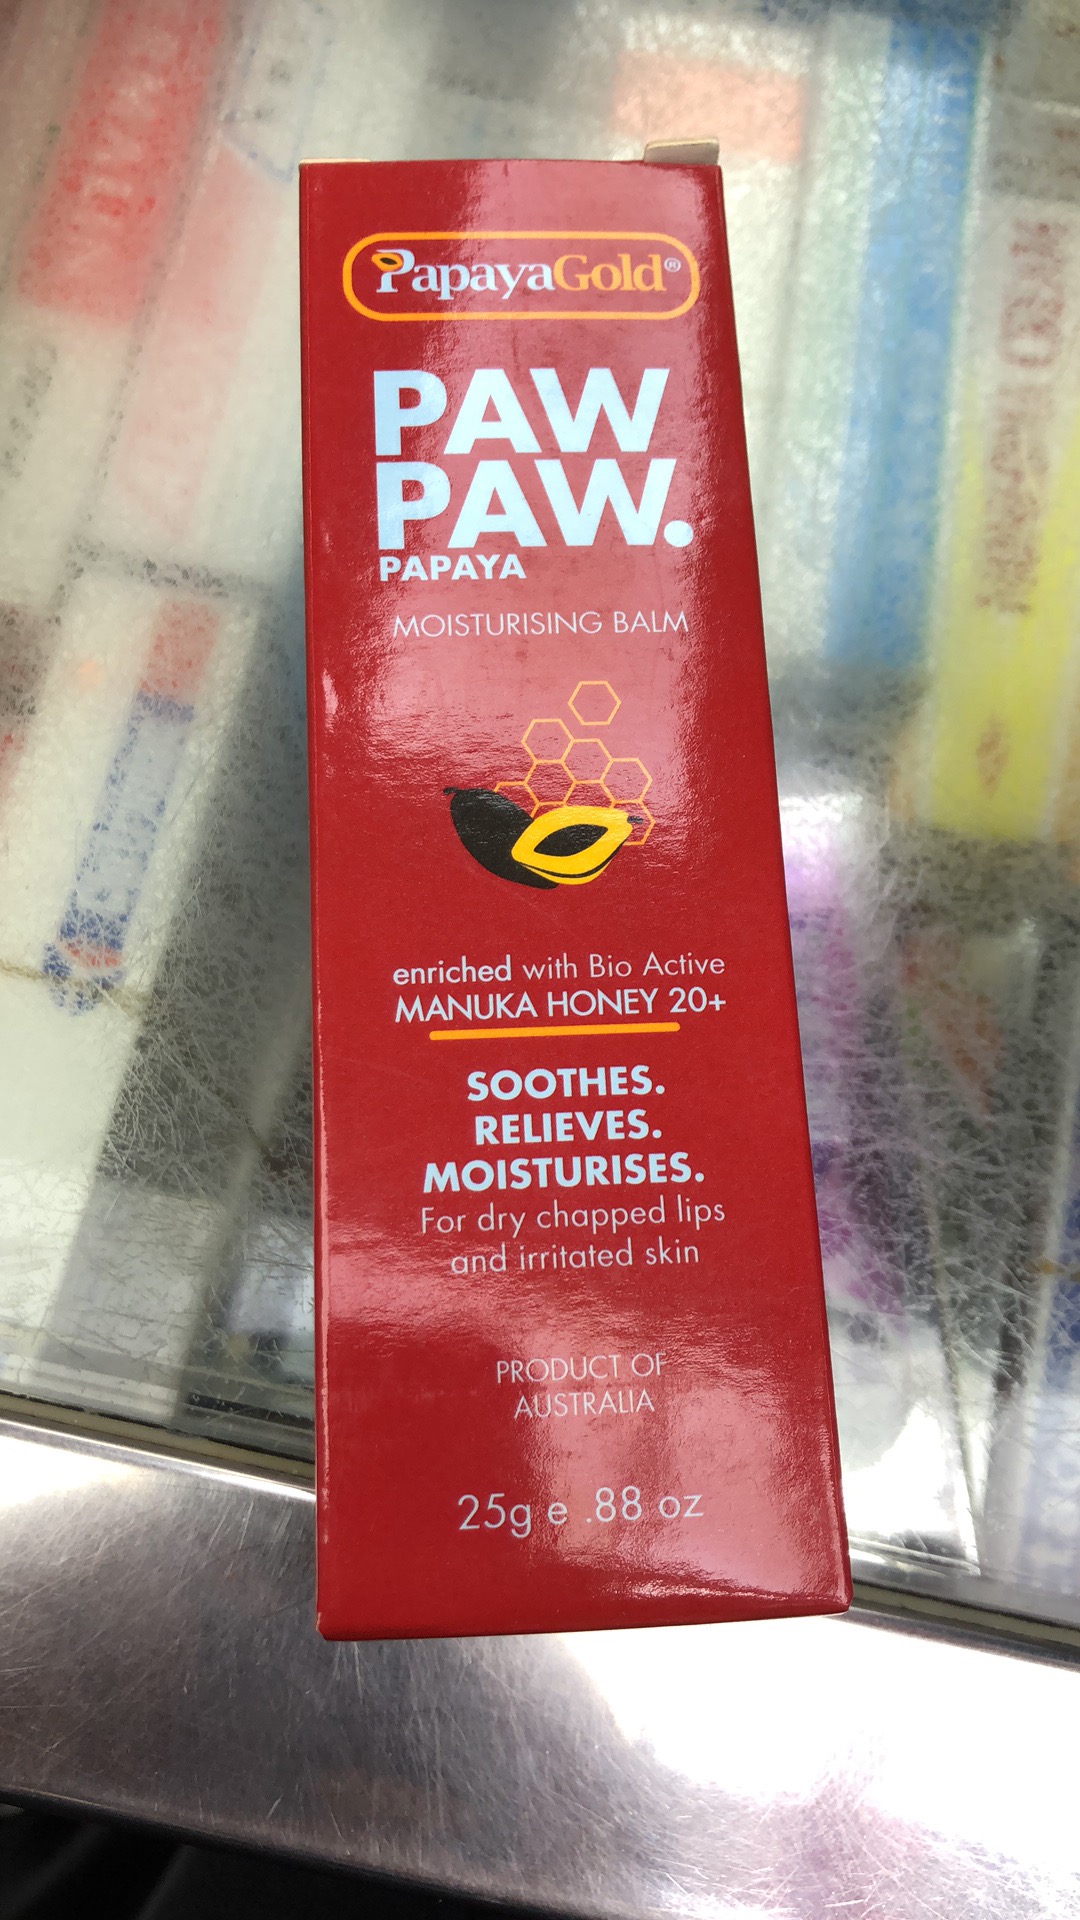 PapayaGold®
PAW
PAW.
PAPAYA
MOISTURISING BALM
enriched with Bio Active
MANUKA HONEY 20+
SOOTHES.
RELIEVES.
MOISTURISES.
For dry chapped lips
and irritated skin
PRODUCT OF
AUSTRALIA
25g e .88 oz